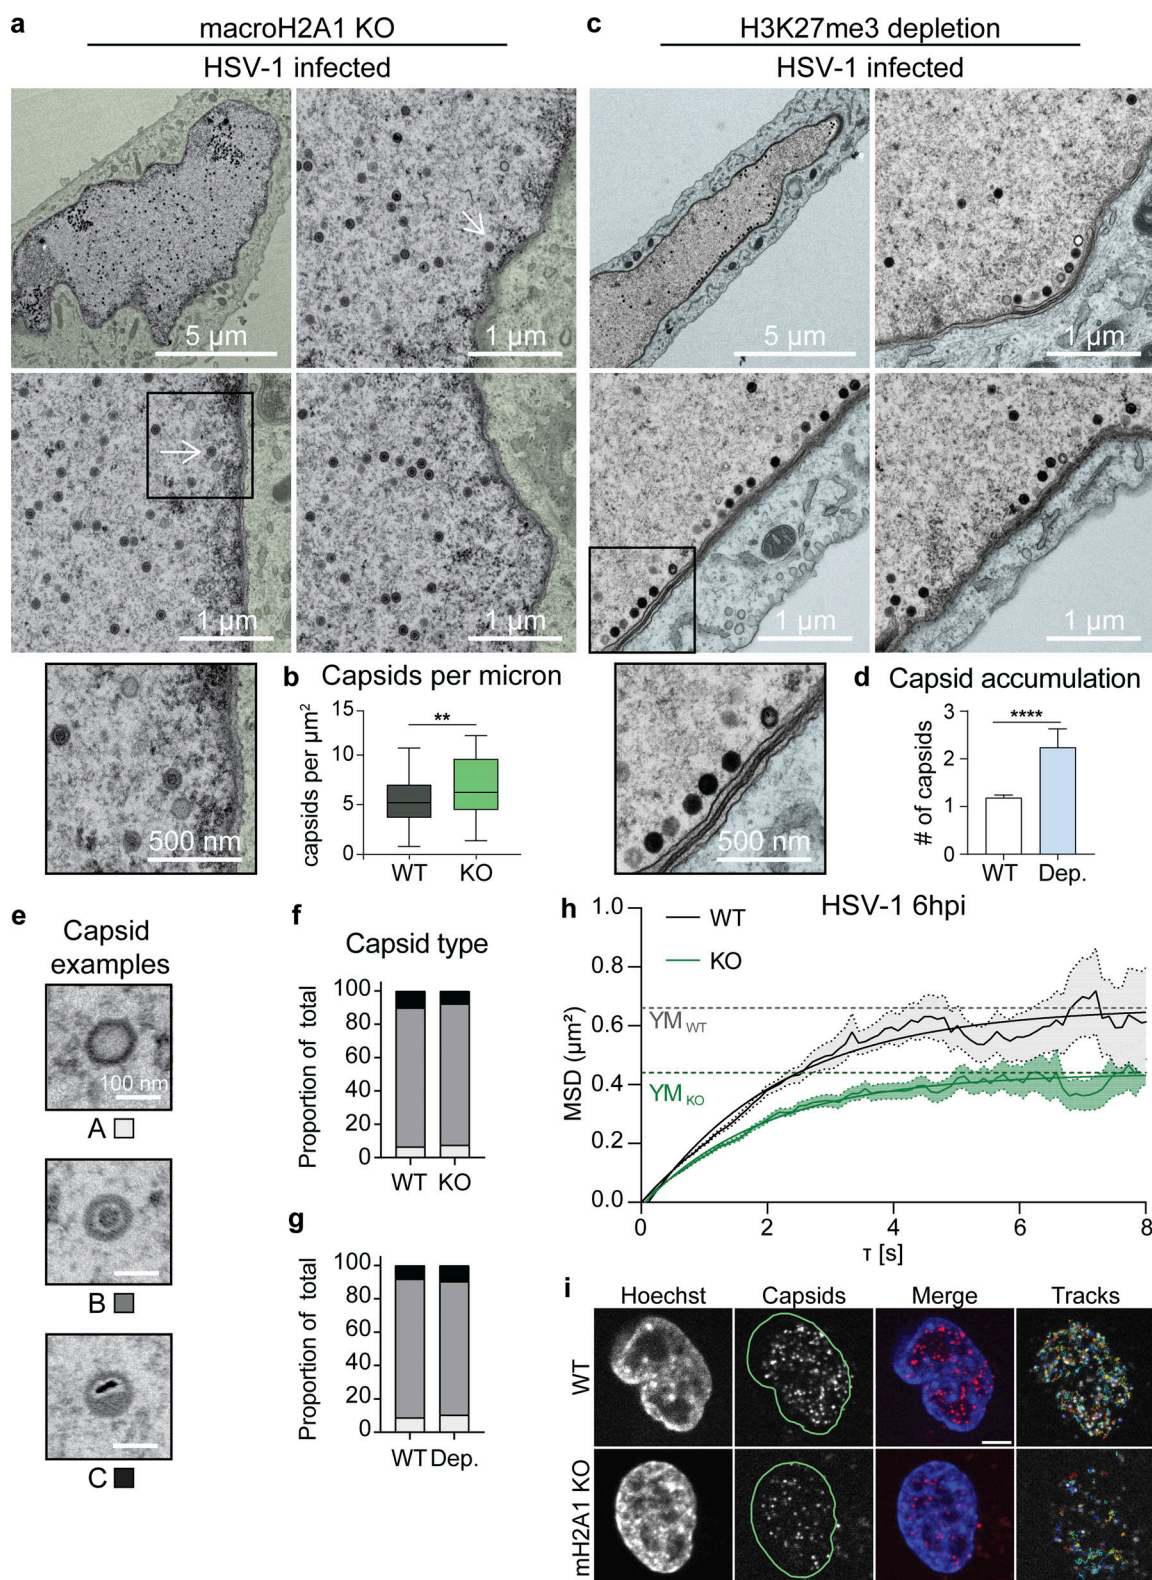 a
macroH2A1 KO
HSV-1 infected
5 µm
1 µm
1 µm
1 µm
500 nm
b Capsids per micron
capsids per µm²
15
10
5
0
**
WT KO
c
H3K27me3 depletion
HSV-1 infected
5 µm
1 µm
1 µm
1 µm
500 nm
d Capsid accumulation
# of capsids
3
2
1
0
****
WT Dep.
e
Capsid
examples
100 nm
A
B
C
f
Capsid type
Proportion of total
100
80
60
40
20
0
WT KO
g
Proportion of total
100
80
60
40
20
0
WT Dep.
h
HSV-1 6hpi
WT
KO
MSD (µm²)
1.0
0.8
0.6
0.4
0.2
0.0
YM WT
YM KO
0 2 4 6 8
τ [s]
i
Hoechst Capsids Merge Tracks
WT
mH2A1 KO